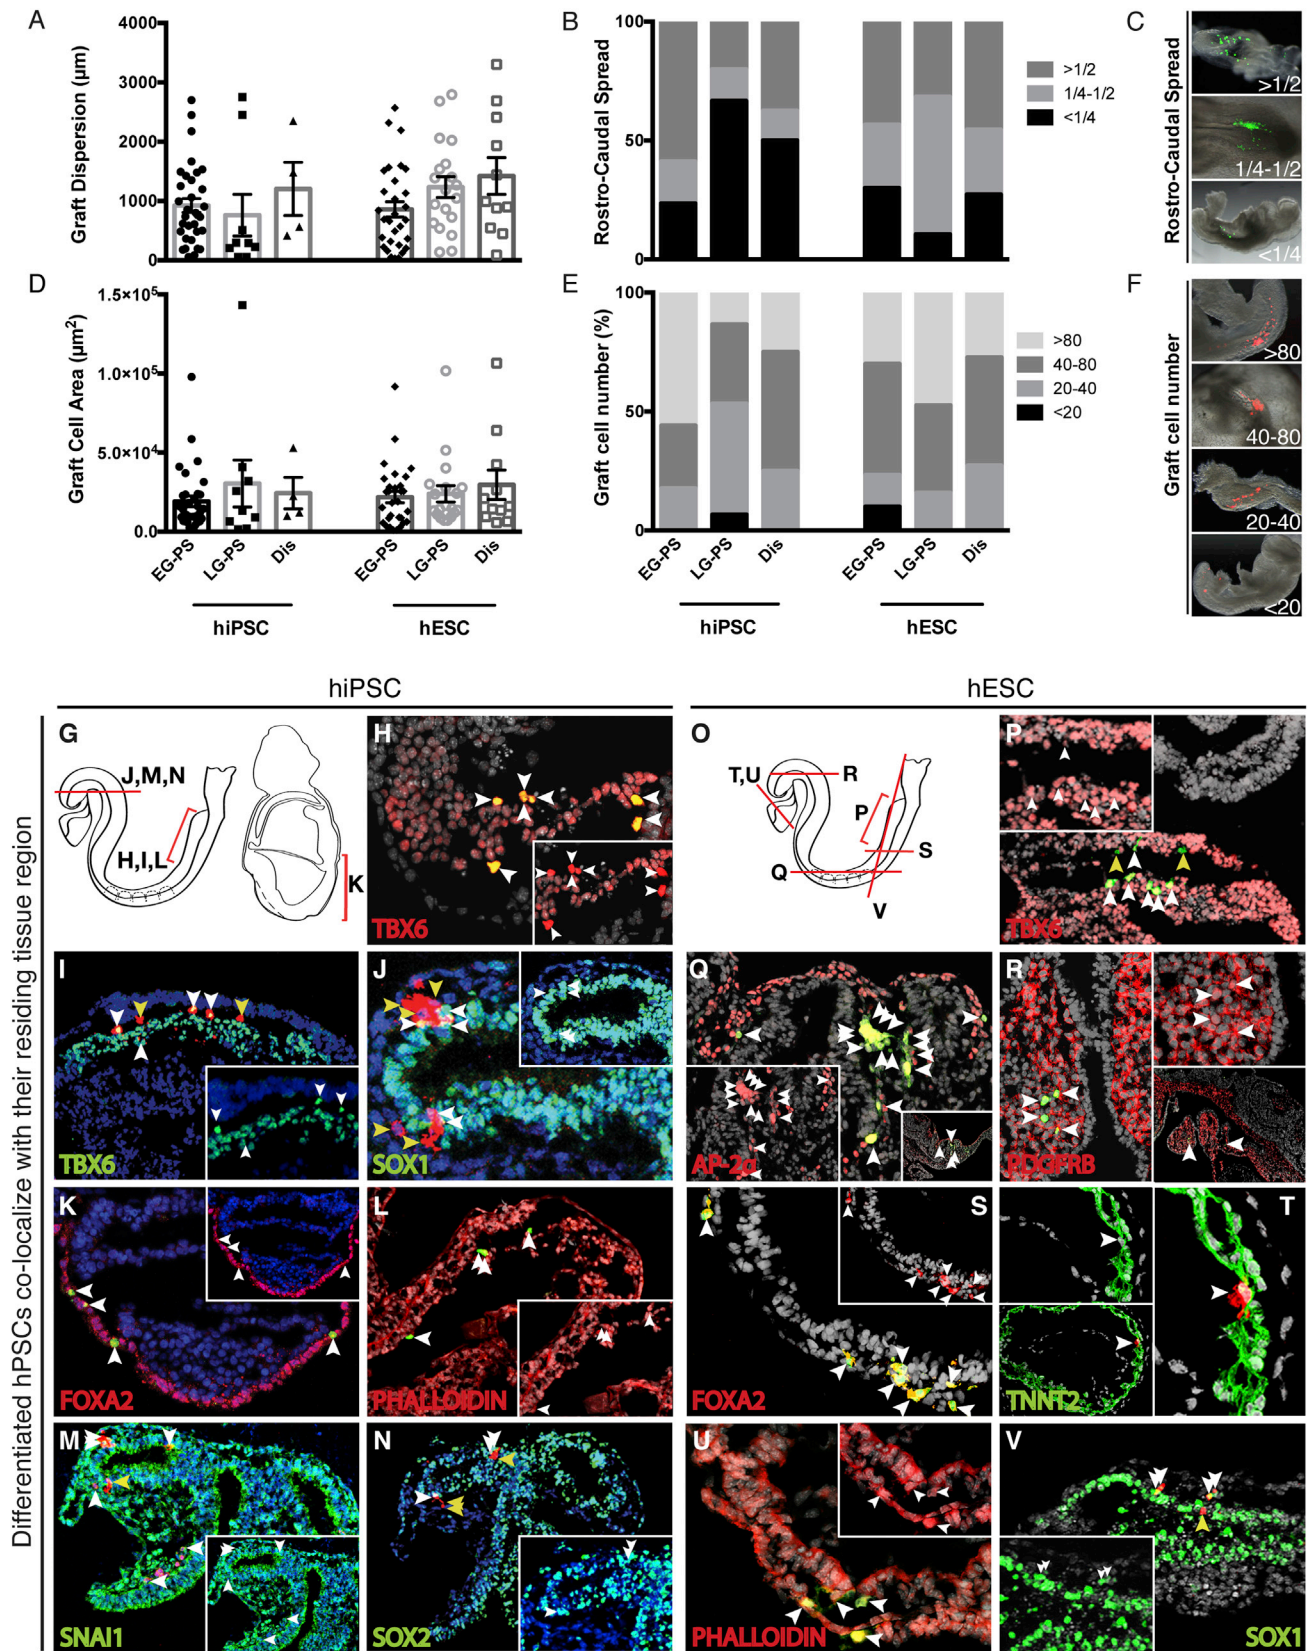 A
Graft Dispersion (µm)
4000
3000
2000
1000
0
B
Rostro-Caudal Spread
100
50
0
>1/2
1/4-1/2
<1/4
C
Rostro-Caudal Spread
>1/2
1/4-1/2
<1/4
D
Graft Cell Area (µm²)
1.5×10⁵
1.0×10⁵
5.0×10⁴
0.0
EG-PS
LG-PS
Dis
EG-PS
LG-PS
Dis
hiPSC
hESC
E
Graft cell number (%)
100
50
0
>80
40-80
20-40
<20
EG-PS
LG-PS
Dis
EG-PS
LG-PS
Dis
hiPSC
hESC
F
Graft cell number
>80
40-80
20-40
<20
hiPSC
hESC
Differentiated hPSCs co-localize with their residing tissue region
G
J,M,N
H,I,L
K
H
TBX6
O
T,U
R
P
S
Q
V
P
TBX6
I
TBX6
J
SOX1
Q
AP-2α
R
PDGFRB
K
FOXA2
L
PHALLOIDIN
S
FOXA2
T
TNNT2
M
SNAI1
N
SOX2
U
PHALLOIDIN
V
SOX1